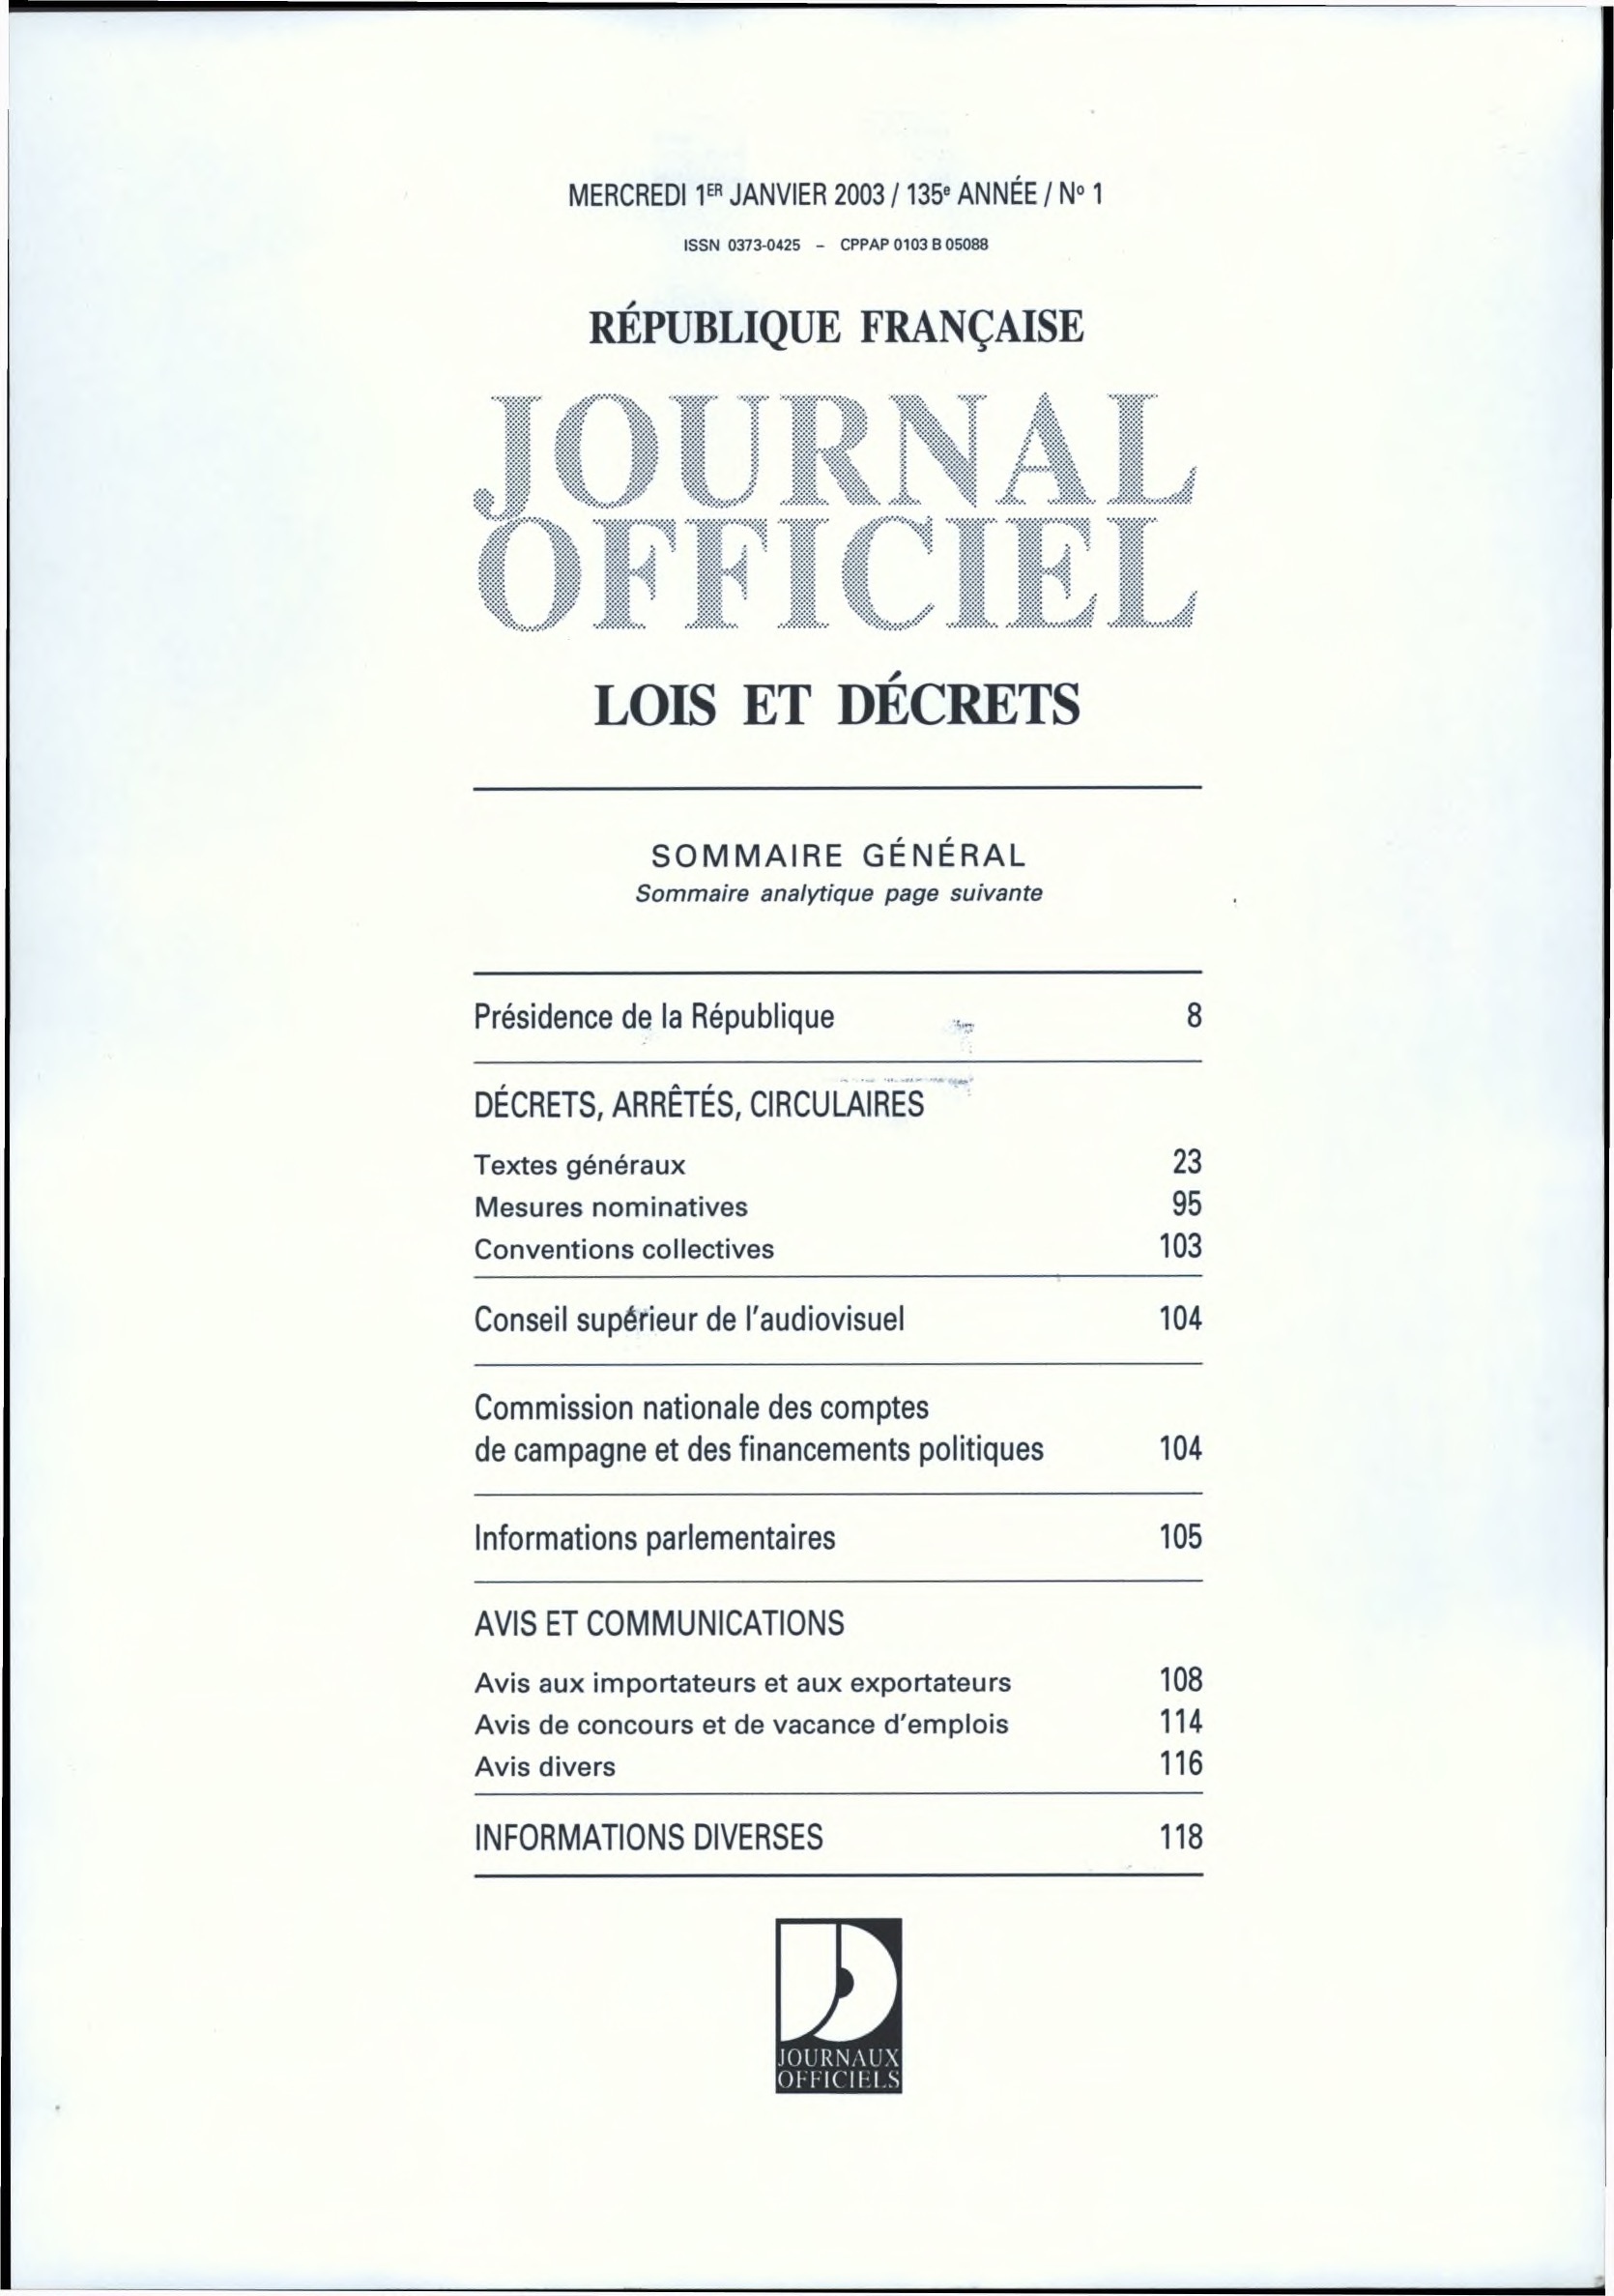 MERCREDI 1ER JANVIER 2003 / 135e ANNÉE / No 1
ISSN 0373-0425 – CPPAP 0103 B 05088
RÉPUBLIQUE FRANÇAISE
JOURNAL
OFFICIEL
LOIS ET DÉCRETS
SOMMAIRE GÉNÉRAL
Sommaire analytique page suivante
Présidence de la République 8
DÉCRETS, ARRÊTÉS, CIRCULAIRES
Textes généraux 23
Mesures nominatives 95
Conventions collectives 103
Conseil supérieur de l'audiovisuel 104
Commission nationale des comptes
de campagne et des financements politiques 104
Informations parlementaires 105
AVIS ET COMMUNICATIONS
Avis aux importateurs et aux exportateurs 108
Avis de concours et de vacance d'emplois 114
Avis divers 116
INFORMATIONS DIVERSES 118
JOURNAUX
OFFICIELS